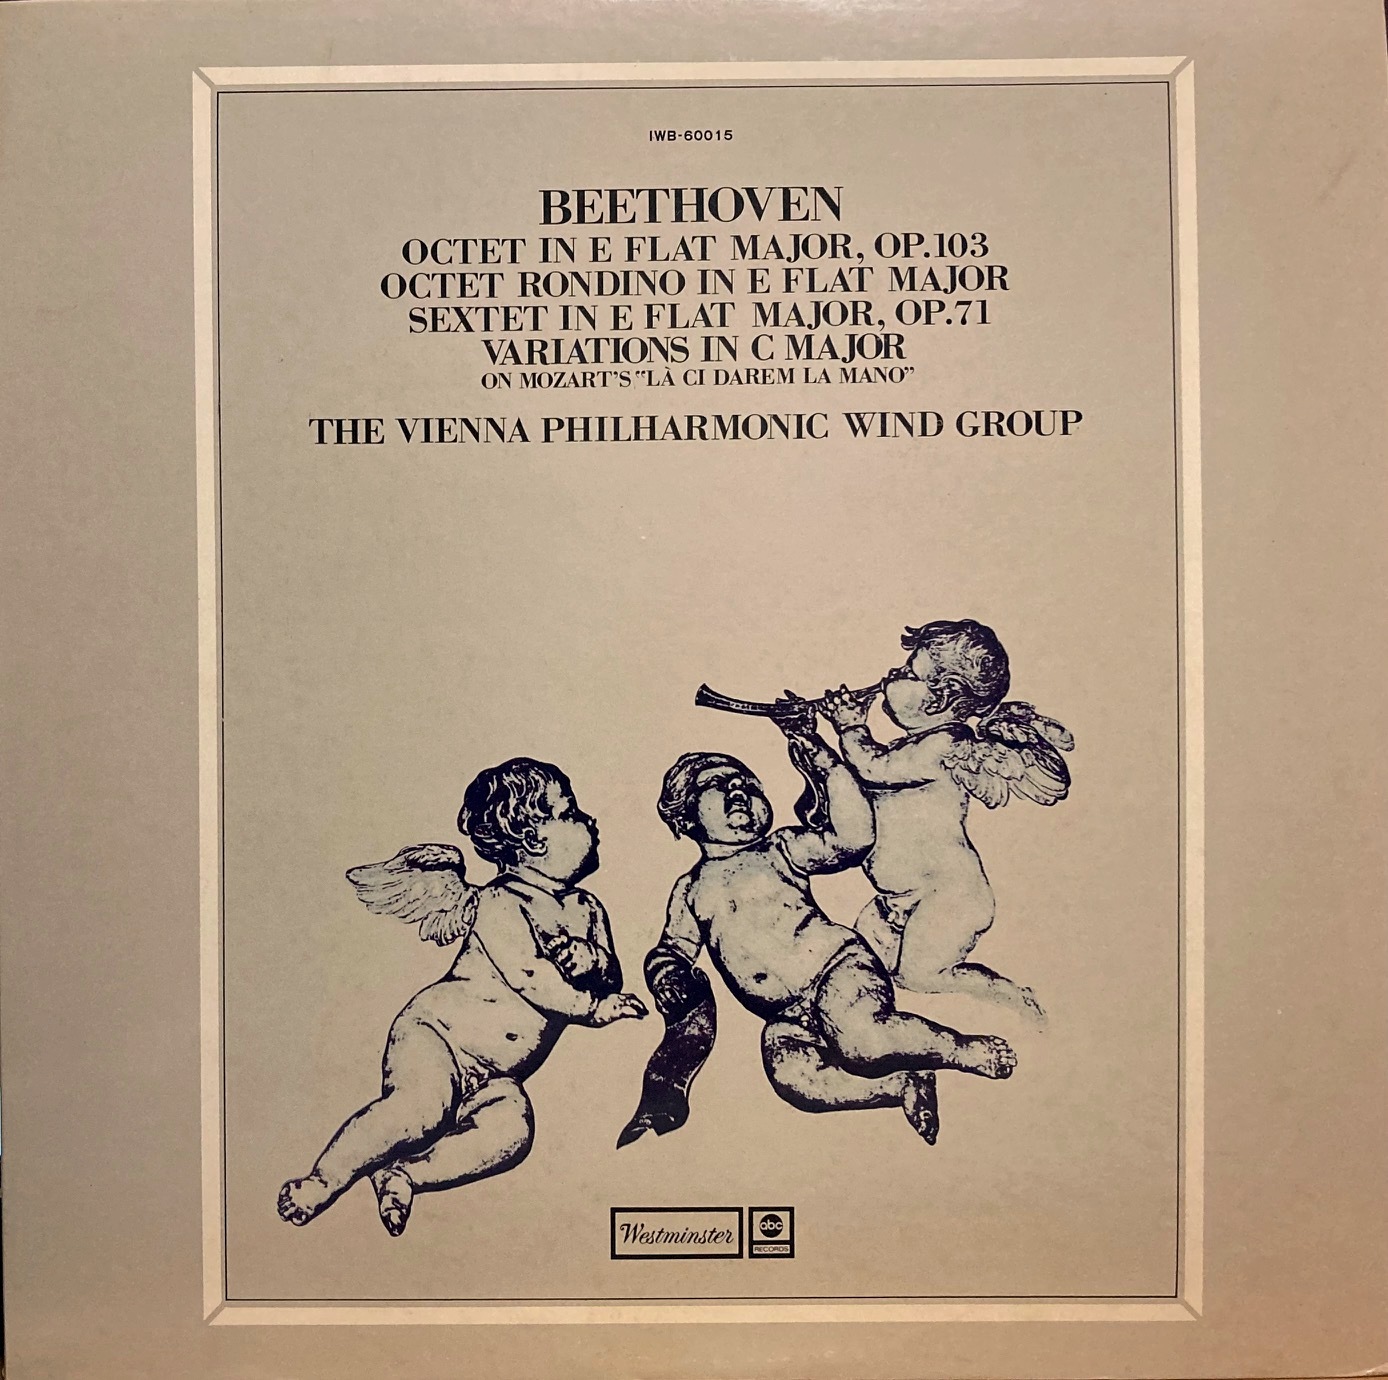 IWB-60015
BEETHOVEN
OCTET IN E FLAT MAJOR, OP.103
OCTET RONDINO IN E FLAT MAJOR
SEXTET IN E FLAT MAJOR, OP.71
VARIATIONS IN C MAJOR
ON MOZART'S "LÀ CI DAREM LA MANO"
THE VIENNA PHILHARMONIC WIND GROUP
Westminster
abc
RECORDS